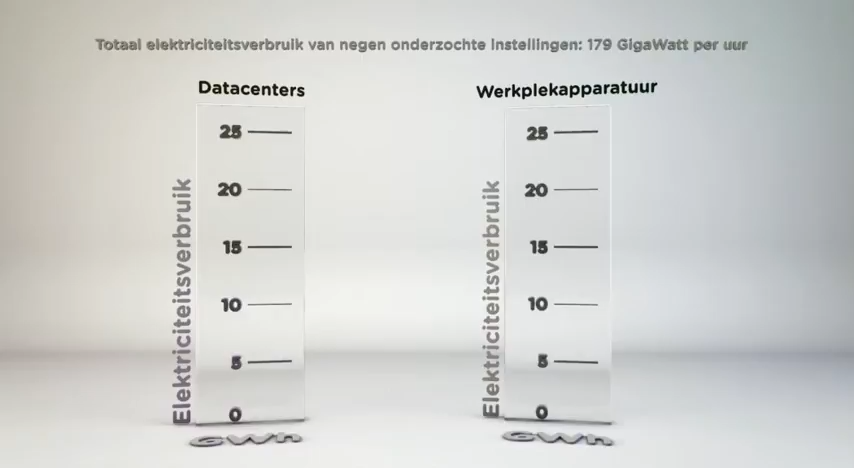 Totaal elektriciteitsverbruik van negen onderzochte instellingen: 179 GigaWatt per uur
Datacenters
25
20
15
10
5
0
Elektriciteitsverbruik
GWh
Werkplekapparatuur
25
20
15
10
5
0
Elektriciteitsverbruik
GWh